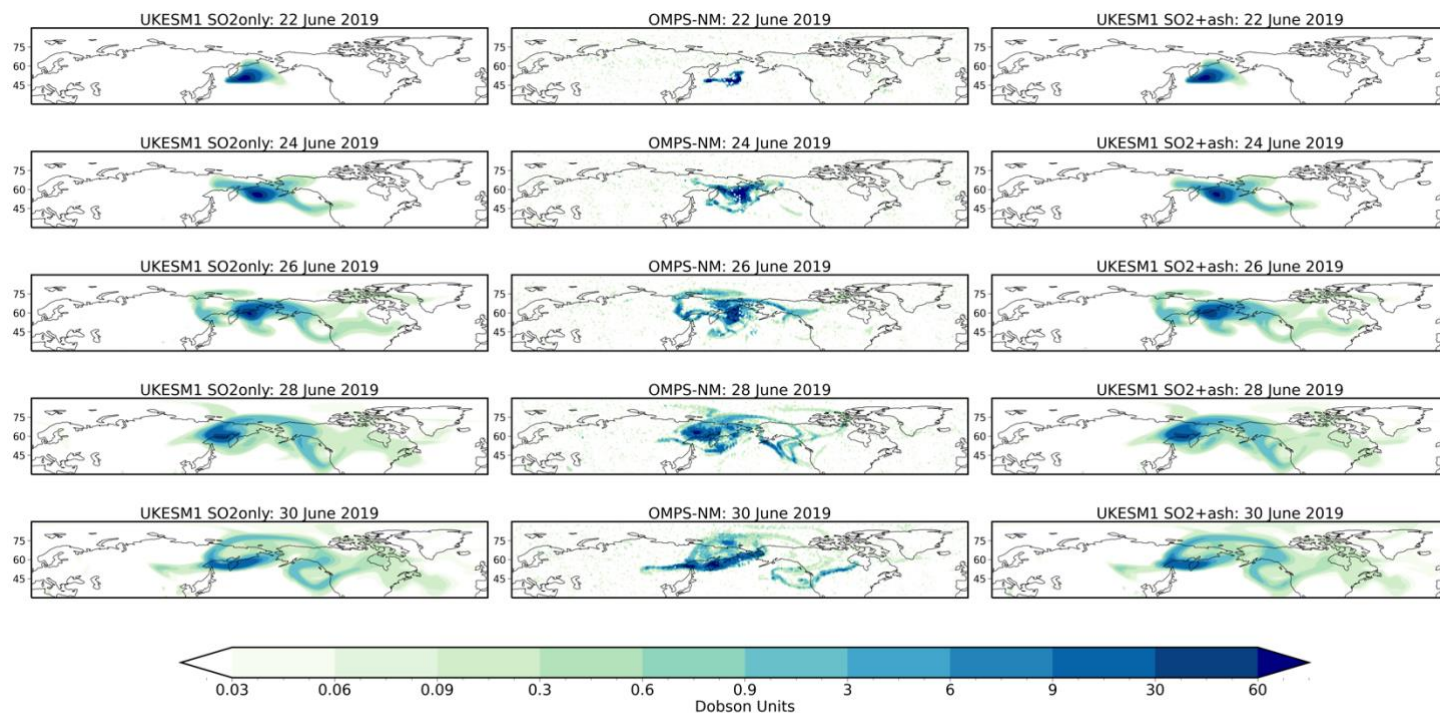 UKESM1 SO2only: 22 June 2019 OMPS-NM: 22 June 2019 UKESM1 SO2+ash: 22 June 2019
75 75 75
60 60 60
45 45 45
UKESM1 SO2only: 24 June 2019 OMPS-NM: 24 June 2019 UKESM1 SO2+ash: 24 June 2019
75 75 75
60 60 60
45 45 45
UKESM1 SO2only: 26 June 2019 OMPS-NM: 26 June 2019 UKESM1 SO2+ash: 26 June 2019
75 75 75
60 60 60
45 45 45
UKESM1 SO2only: 28 June 2019 OMPS-NM: 28 June 2019 UKESM1 SO2+ash: 28 June 2019
75 75 75
60 60 60
45 45 45
UKESM1 SO2only: 30 June 2019 OMPS-NM: 30 June 2019 UKESM1 SO2+ash: 30 June 2019
75 75 75
60 60 60
45 45 45
0.03 0.06 0.09 0.3 0.6 0.9 3 6 9 30 60
Dobson Units